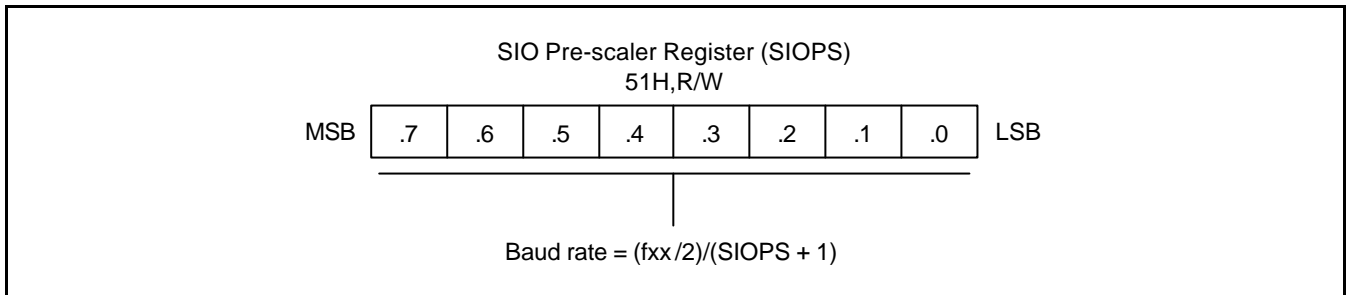 SIO Pre-scaler Register (SIOPS)
51H,R/W
MSB .7 .6 .5 .4 .3 .2 .1 .0 LSB
Baud rate = (fxx/2)/(SIOPS + 1)